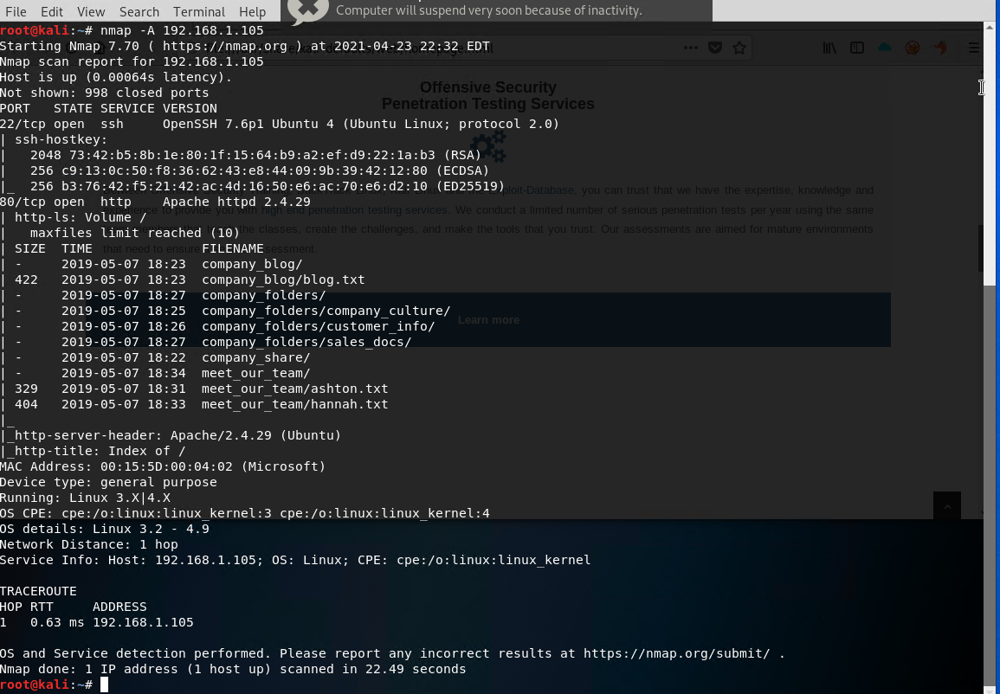 File Edit View Search Terminal Help
Computer will suspend very soon because of inactivity.
root@kali:~# nmap -A 192.168.1.105
Starting Nmap 7.70 ( https://nmap.org ) at 2021-04-23 22:32 EDT
Nmap scan report for 192.168.1.105
Host is up (0.00064s latency).
Not shown: 998 closed ports
Offensive Security
Penetration Testing Services
PORT   STATE SERVICE VERSION
22/tcp open  ssh     OpenSSH 7.6p1 Ubuntu 4 (Ubuntu Linux; protocol 2.0)
| ssh-hostkey:
|   2048 73:42:b5:8b:1e:80:1f:15:64:b9:a2:ef:d9:22:1a:b3 (RSA)
|   256 c9:13:0c:50:f8:36:62:43:e8:44:09:9b:39:42:12:80 (ECDSA)
|_  256 b3:76:42:f5:21:42:ac:4d:16:50:e6:ac:70:e6:d2:10 (ED25519)
you can trust that we have the expertise, knowledge and
80/tcp open  http    Apache httpd 2.4.29
experience to provide you with high end penetration testing services. We conduct a limited number of serious penetration tests per year using the same
| http-ls: Volume /
|   maxfiles limit reached (10)
the classes, create the challenges, and make the tools that you trust. Our assessments are aimed for mature environments
| SIZE  TIME              FILENAME
that need to ensure
| -     2019-05-07 18:23  company_blog/
| 422   2019-05-07 18:23  company_blog/blog.txt
| -     2019-05-07 18:27  company_folders/
| -     2019-05-07 18:25  company_folders/company_culture/
| -     2019-05-07 18:26  company_folders/customer_info/
Learn more
| -     2019-05-07 18:27  company_folders/sales_docs/
| -     2019-05-07 18:22  company_share/
| -     2019-05-07 18:34  meet_our_team/
| 329   2019-05-07 18:31  meet_our_team/ashton.txt
| 404   2019-05-07 18:33  meet_our_team/hannah.txt
|_
|_http-server-header: Apache/2.4.29 (Ubuntu)
|_http-title: Index of /
MAC Address: 00:15:5D:00:04:02 (Microsoft)
Device type: general purpose
Running: Linux 3.X|4.X
OS CPE: cpe:/o:linux:linux_kernel:3 cpe:/o:linux:linux_kernel:4
OS details: Linux 3.2 - 4.9
Network Distance: 1 hop
Service Info: Host: 192.168.1.105; OS: Linux; CPE: cpe:/o:linux:linux_kernel
TRACEROUTE
HOP RTT     ADDRESS
1   0.63 ms 192.168.1.105
OS and Service detection performed. Please report any incorrect results at https://nmap.org/submit/ .
Nmap done: 1 IP address (1 host up) scanned in 22.49 seconds
root@kali:~#